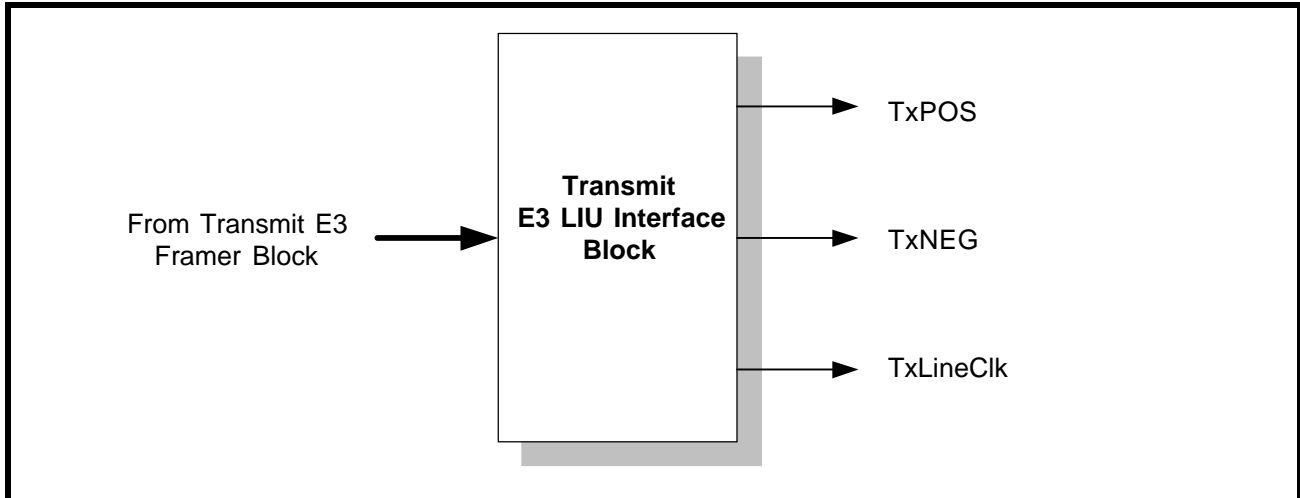 From Transmit E3
Framer Block
Transmit
E3 LIU Interface
Block
TxPOS
TxNEG
TxLineClk